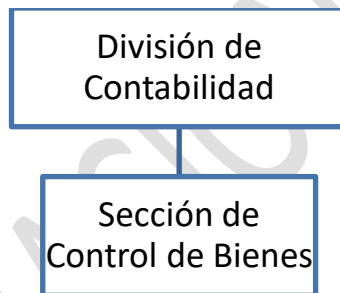 División de
Contabilidad
Sección de
Control de Bienes